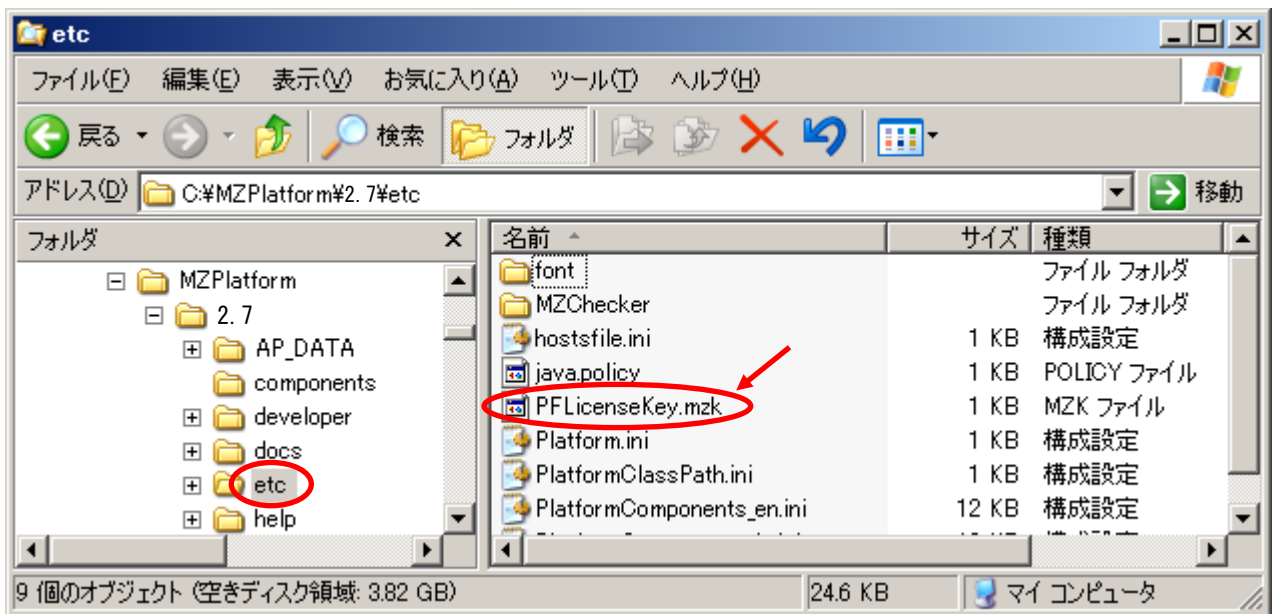 etc
ファイル(F) 編集(E) 表示(V) お気に入り(A) ツール(T) ヘルプ(H)
戻る 検索 フォルダ
アドレス(D) C:¥MZPlatform¥2.7¥etc 移動
フォルダ
MZPlatform
2.7
AP_DATA
components
developer
docs
etc
help
名前 サイズ 種類
font ファイル フォルダ
MZChecker ファイル フォルダ
hostsfile.ini 1 KB 構成設定
java.policy 1 KB POLICY ファイル
PFLicenseKey.mzk 1 KB MZK ファイル
Platform.ini 1 KB 構成設定
PlatformClassPath.ini 1 KB 構成設定
PlatformComponents_en.ini 12 KB 構成設定
9 個のオブジェクト (空きディスク領域: 3.82 GB) 24.6 KB マイ コンピュータ